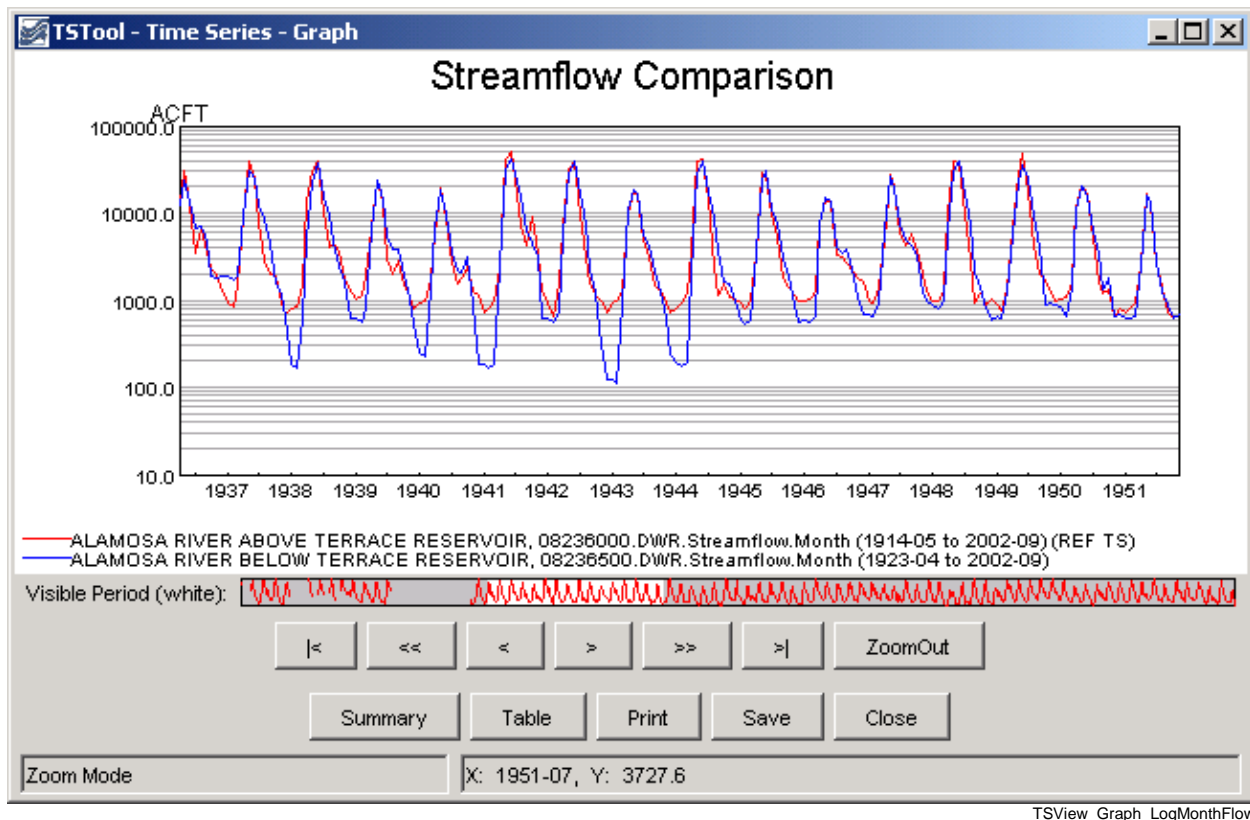 TSTool - Time Series - Graph
Streamflow Comparison
ACFT
100000.0
10000.0
1000.0
100.0
10.0
1937 1938 1939 1940 1941 1942 1943 1944 1945 1946 1947 1948 1949 1950 1951
ALAMOSA RIVER ABOVE TERRACE RESERVOIR, 08236000.DWR.Streamflow.Month (1914-05 to 2002-09) (REF TS)
ALAMOSA RIVER BELOW TERRACE RESERVOIR, 08236500.DWR.Streamflow.Month (1923-04 to 2002-09)
Visible Period (white):
|< << < > >> >| ZoomOut
Summary Table Print Save Close
Zoom Mode X: 1951-07, Y: 3727.6
TSView_Graph_LogMonthFlow